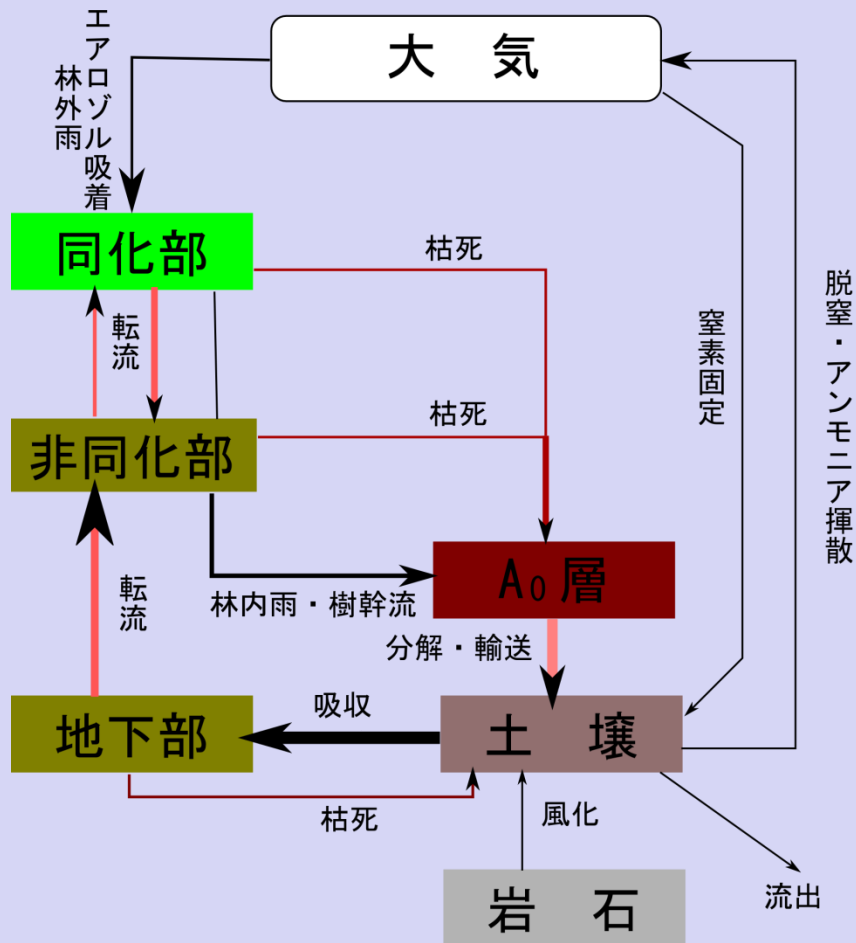 大　気
エアロゾル吸着
林外雨
同化部
枯死
転流
窒素固定
脱窒・アンモニア揮散
非同化部
枯死
A0層
林内雨・樹幹流
転流
分解・輸送
地下部
吸収
土　壌
枯死
風化
流出
岩　石